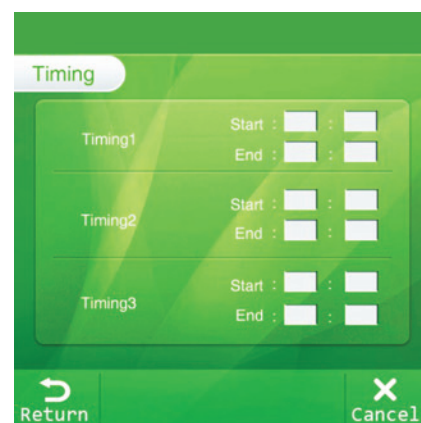 Timing
Timing1
Start : :
End : :
Timing2
Start : :
End : :
Timing3
Start : :
End : :
Return
Cancel